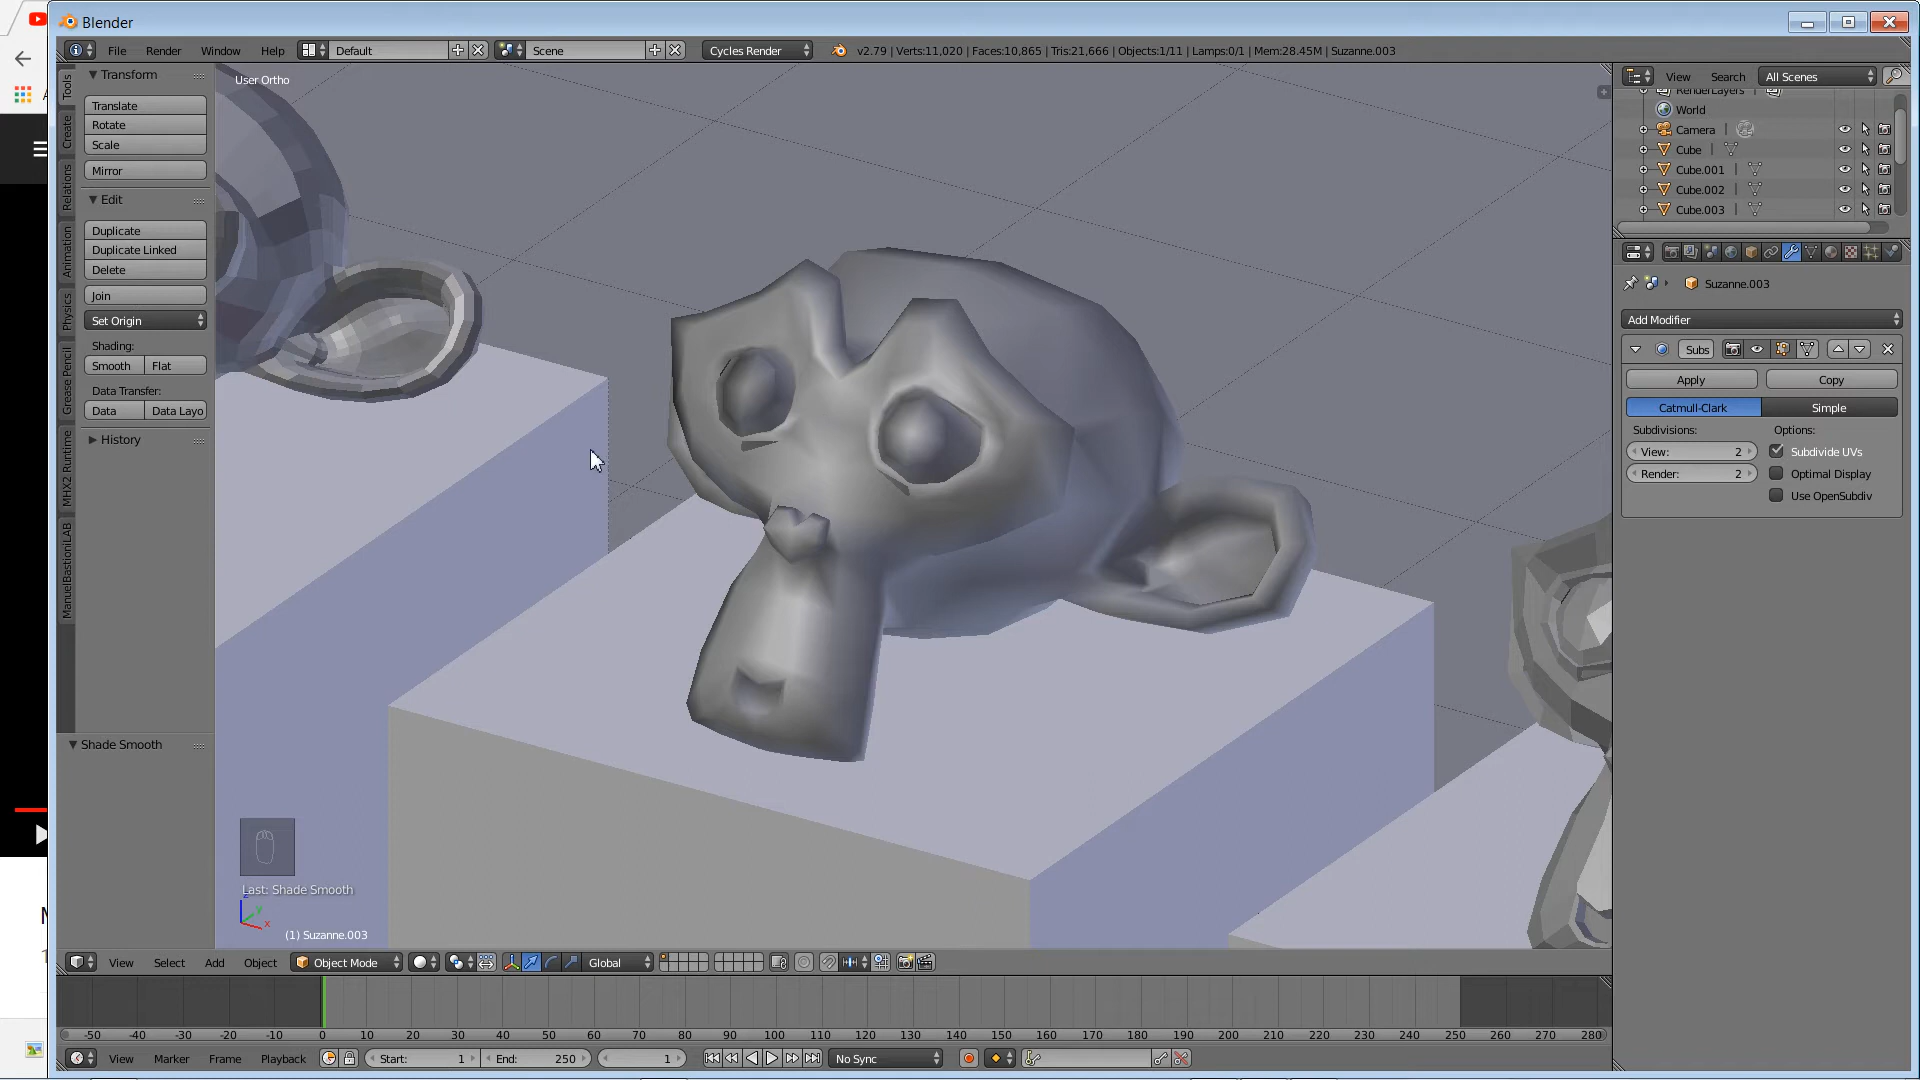 Blender
File Render Window Help Default Scene Cycles Render v2.79 | Verts:11,020 | Faces:10,865 | Tris:21,666 | Objects:1/11 | Lamps:0/1 | Mem:28.45M | Suzanne.003
Tools
Create
Relations
Animation
Physics
Grease Pencil
MHX2 Runtime
ManuelBastioniLAB
Transform
Translate
Rotate
Scale
Mirror
Edit
Duplicate
Duplicate Linked
Delete
Join
Set Origin
Shading:
Smooth Flat
Data Transfer:
Data Data Layo
History
Shade Smooth
User Ortho
Last: Shade Smooth
z
y
x
(1) Suzanne.003
View Search All Scenes
RenderLayers
World
Camera
Cube
Cube.001
Cube.002
Cube.003
Suzanne.003
Add Modifier
Subs
Apply Copy
Catmull-Clark Simple
Subdivisions: Options:
View: 2 Subdivide UVs
Render: 2 Optimal Display
Use OpenSubdiv
View Select Add Object Object Mode Global
-50 -40 -30 -20 -10 0 10 20 30 40 50 60 70 80 90 100 110 120 130 140 150 160 170 180 190 200 210 220 230 240 250 260 270 280
View Marker Frame Playback Start: 1 End: 250 1 No Sync